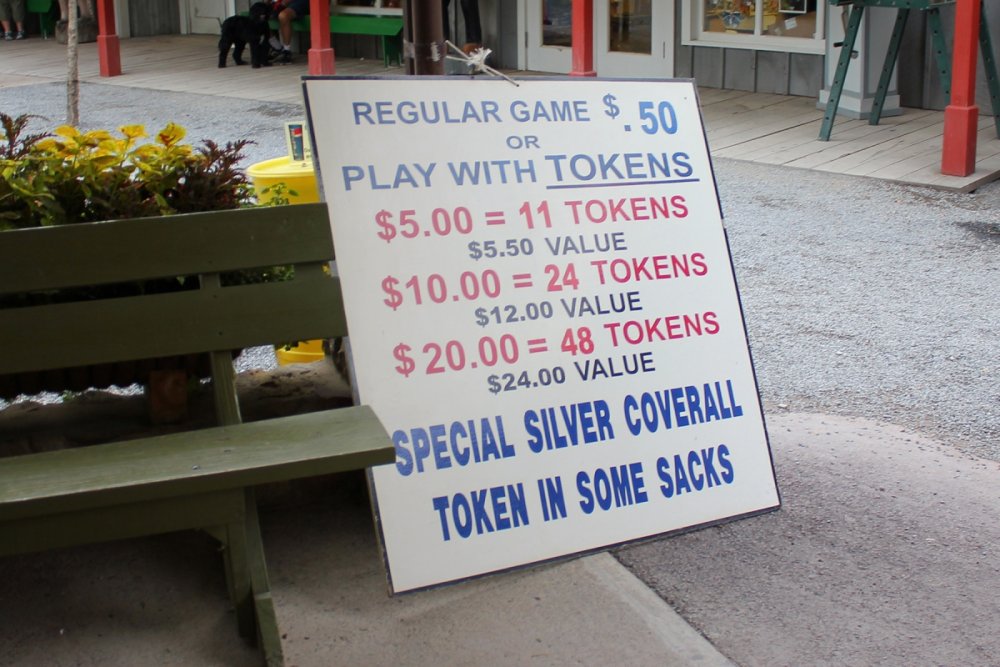 REGULAR GAME $.50
OR
PLAY WITH TOKENS
$5.00 = 11 TOKENS
$5.50 VALUE
$10.00 = 24 TOKENS
$12.00 VALUE
$20.00 = 48 TOKENS
$24.00 VALUE
SPECIAL SILVER COVERALL
TOKEN IN SOME SACKS